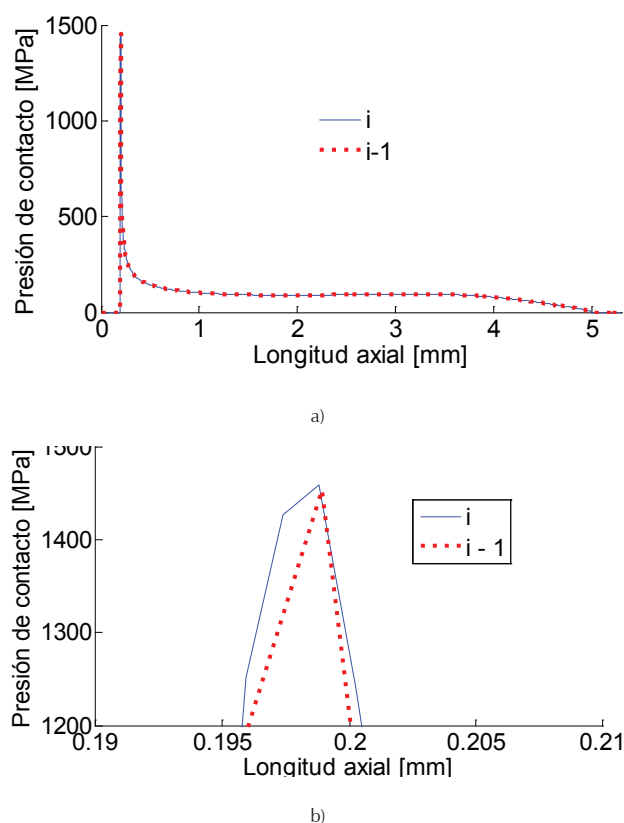 1500
1000
500
0
Presión de contacto [MPa]
i
i-1
0 1 2 3 4 5
Longitud axial [mm]
a)
1500
1400
1300
1200
Presión de contacto [MPa]
i
i - 1
0.19 0.195 0.2 0.205 0.21
Longitud axial [mm]
b)